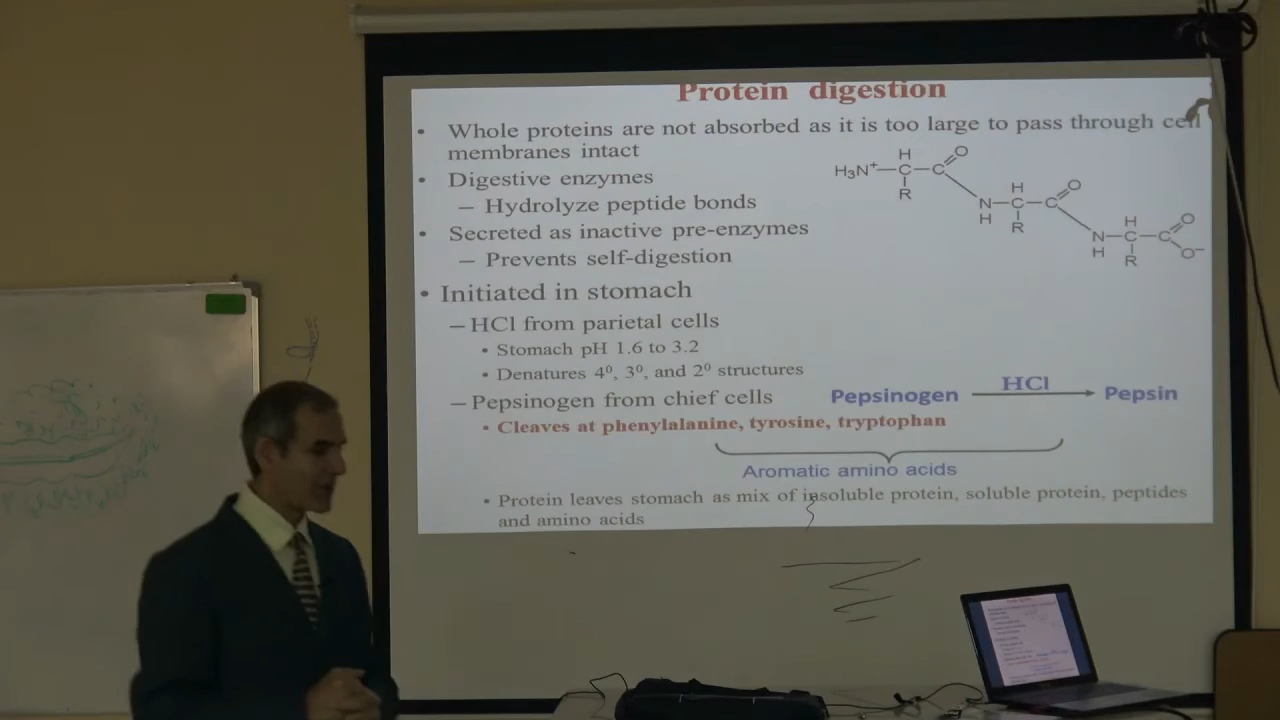 Protein digestion
• Whole proteins are not absorbed as it is too large to pass through cell
membranes intact
• Digestive enzymes
– Hydrolyze peptide bonds
• Secreted as inactive pre-enzymes
– Prevents self-digestion
• Initiated in stomach
– HCl from parietal cells
• Stomach pH 1.6 to 3.2
• Denatures 4⁰, 3⁰, and 2⁰ structures
– Pepsinogen from chief cells
• Cleaves at phenylalanine, tyrosine, tryptophan
Aromatic amino acids
• Protein leaves stomach as mix of insoluble protein, soluble protein, peptides
and amino acids
H₃N⁺—C—C O
H
R
N—C—C O
H
H
R
N—C—C O
H
H
R
O⁻
HCl
Pepsinogen → Pepsin